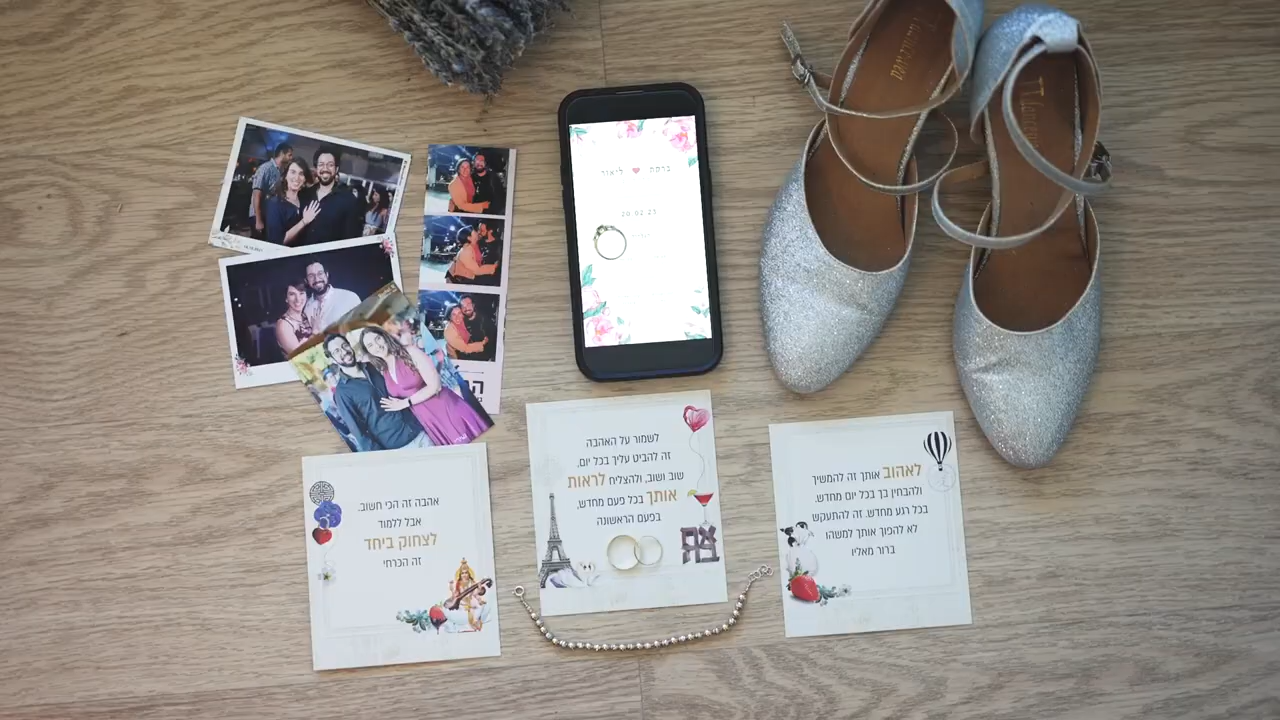 ברקת ליאור
20.02.23
אהבה זה הכי חשוב.
אבל ללמוד
לצחוק ביחד
זה הכרחי
לשמור על האהבה
זה להביט עליך בכל יום,
שוב ושוב, ולהצליח לראות
אותך בכל פעם מחדש,
בפעם הראשונה
אהבה
לאהוב אותך זה להמשיך
ולהבחין בך בכל יום מחדש.
בכל רגע מחדש. זה להתעקש
לא להפוך אותך למשהו
ברור מאליו